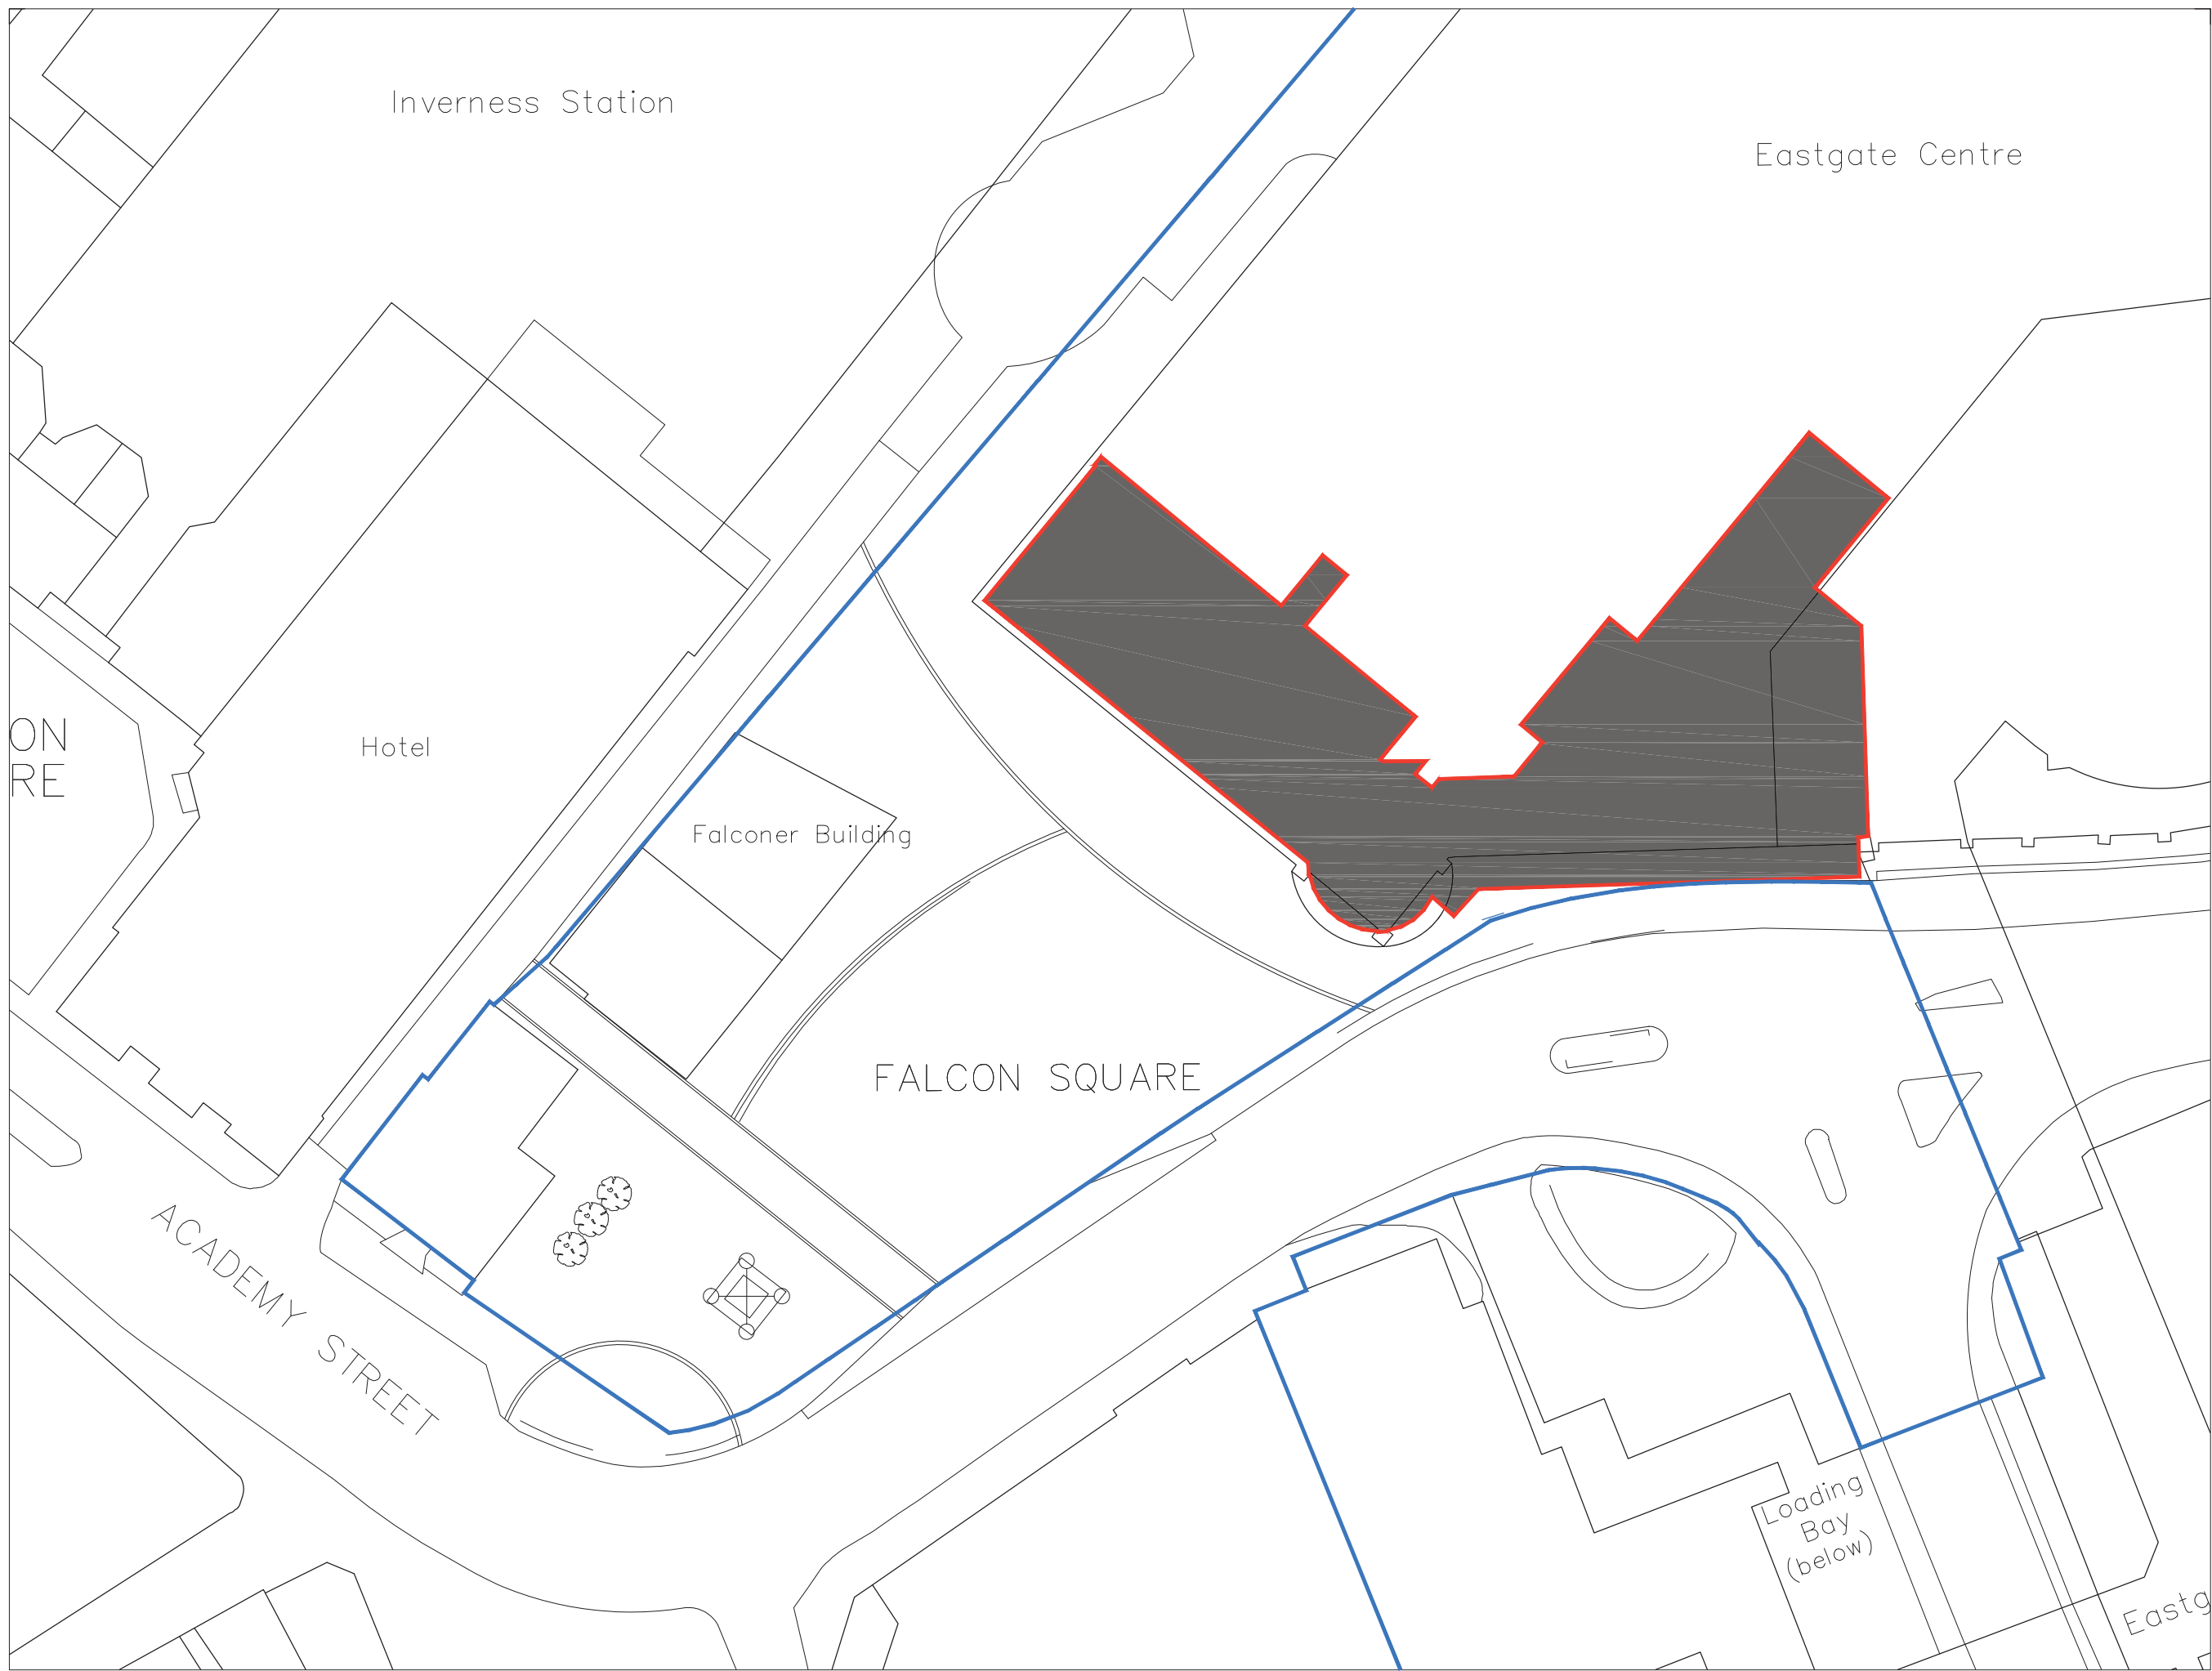 Inverness Station
Eastgate Centre
ON
RE
Hotel
Falconer Building
FALCON SQUARE
ACADEMY STREET
Loading
Bay
(below)
Eastg